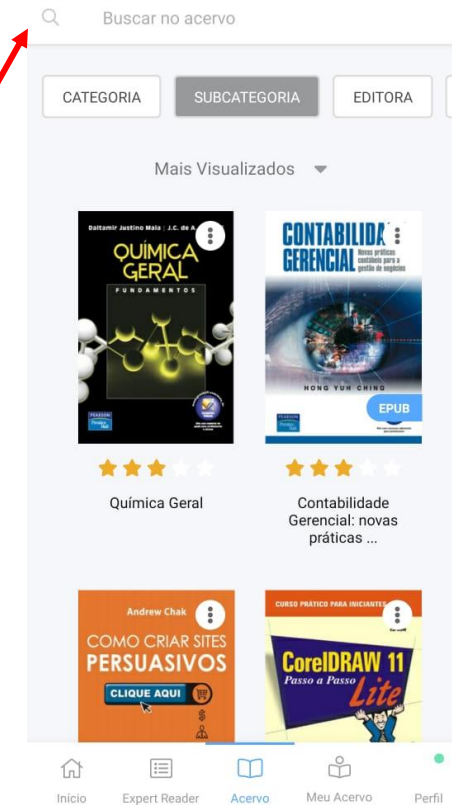 Buscar no acervo
CATEGORIA
SUBCATEGORIA
EDITORA
Mais Visualizados
Daltamir Justino Maia | J.C. de A
QUÍMICA
GERAL
FUNDAMENTOS
CONTABILIDA
GERENCIAL
Novas práticas
contábeis para a
gestão de negócios
HONG YUH CHING
PEARSON
EPUB
PEARSON
Química Geral
Contabilidade
Gerencial: novas
práticas ...
Andrew Chak
COMO CRIAR SITES
PERSUASIVOS
CLIQUE AQUI
CURSO PRÁTICO PARA INICIANTES
CorelDRAW 11
Passo a Passo
Lite
Início
Expert Reader
Acervo
Meu Acervo
Perfil